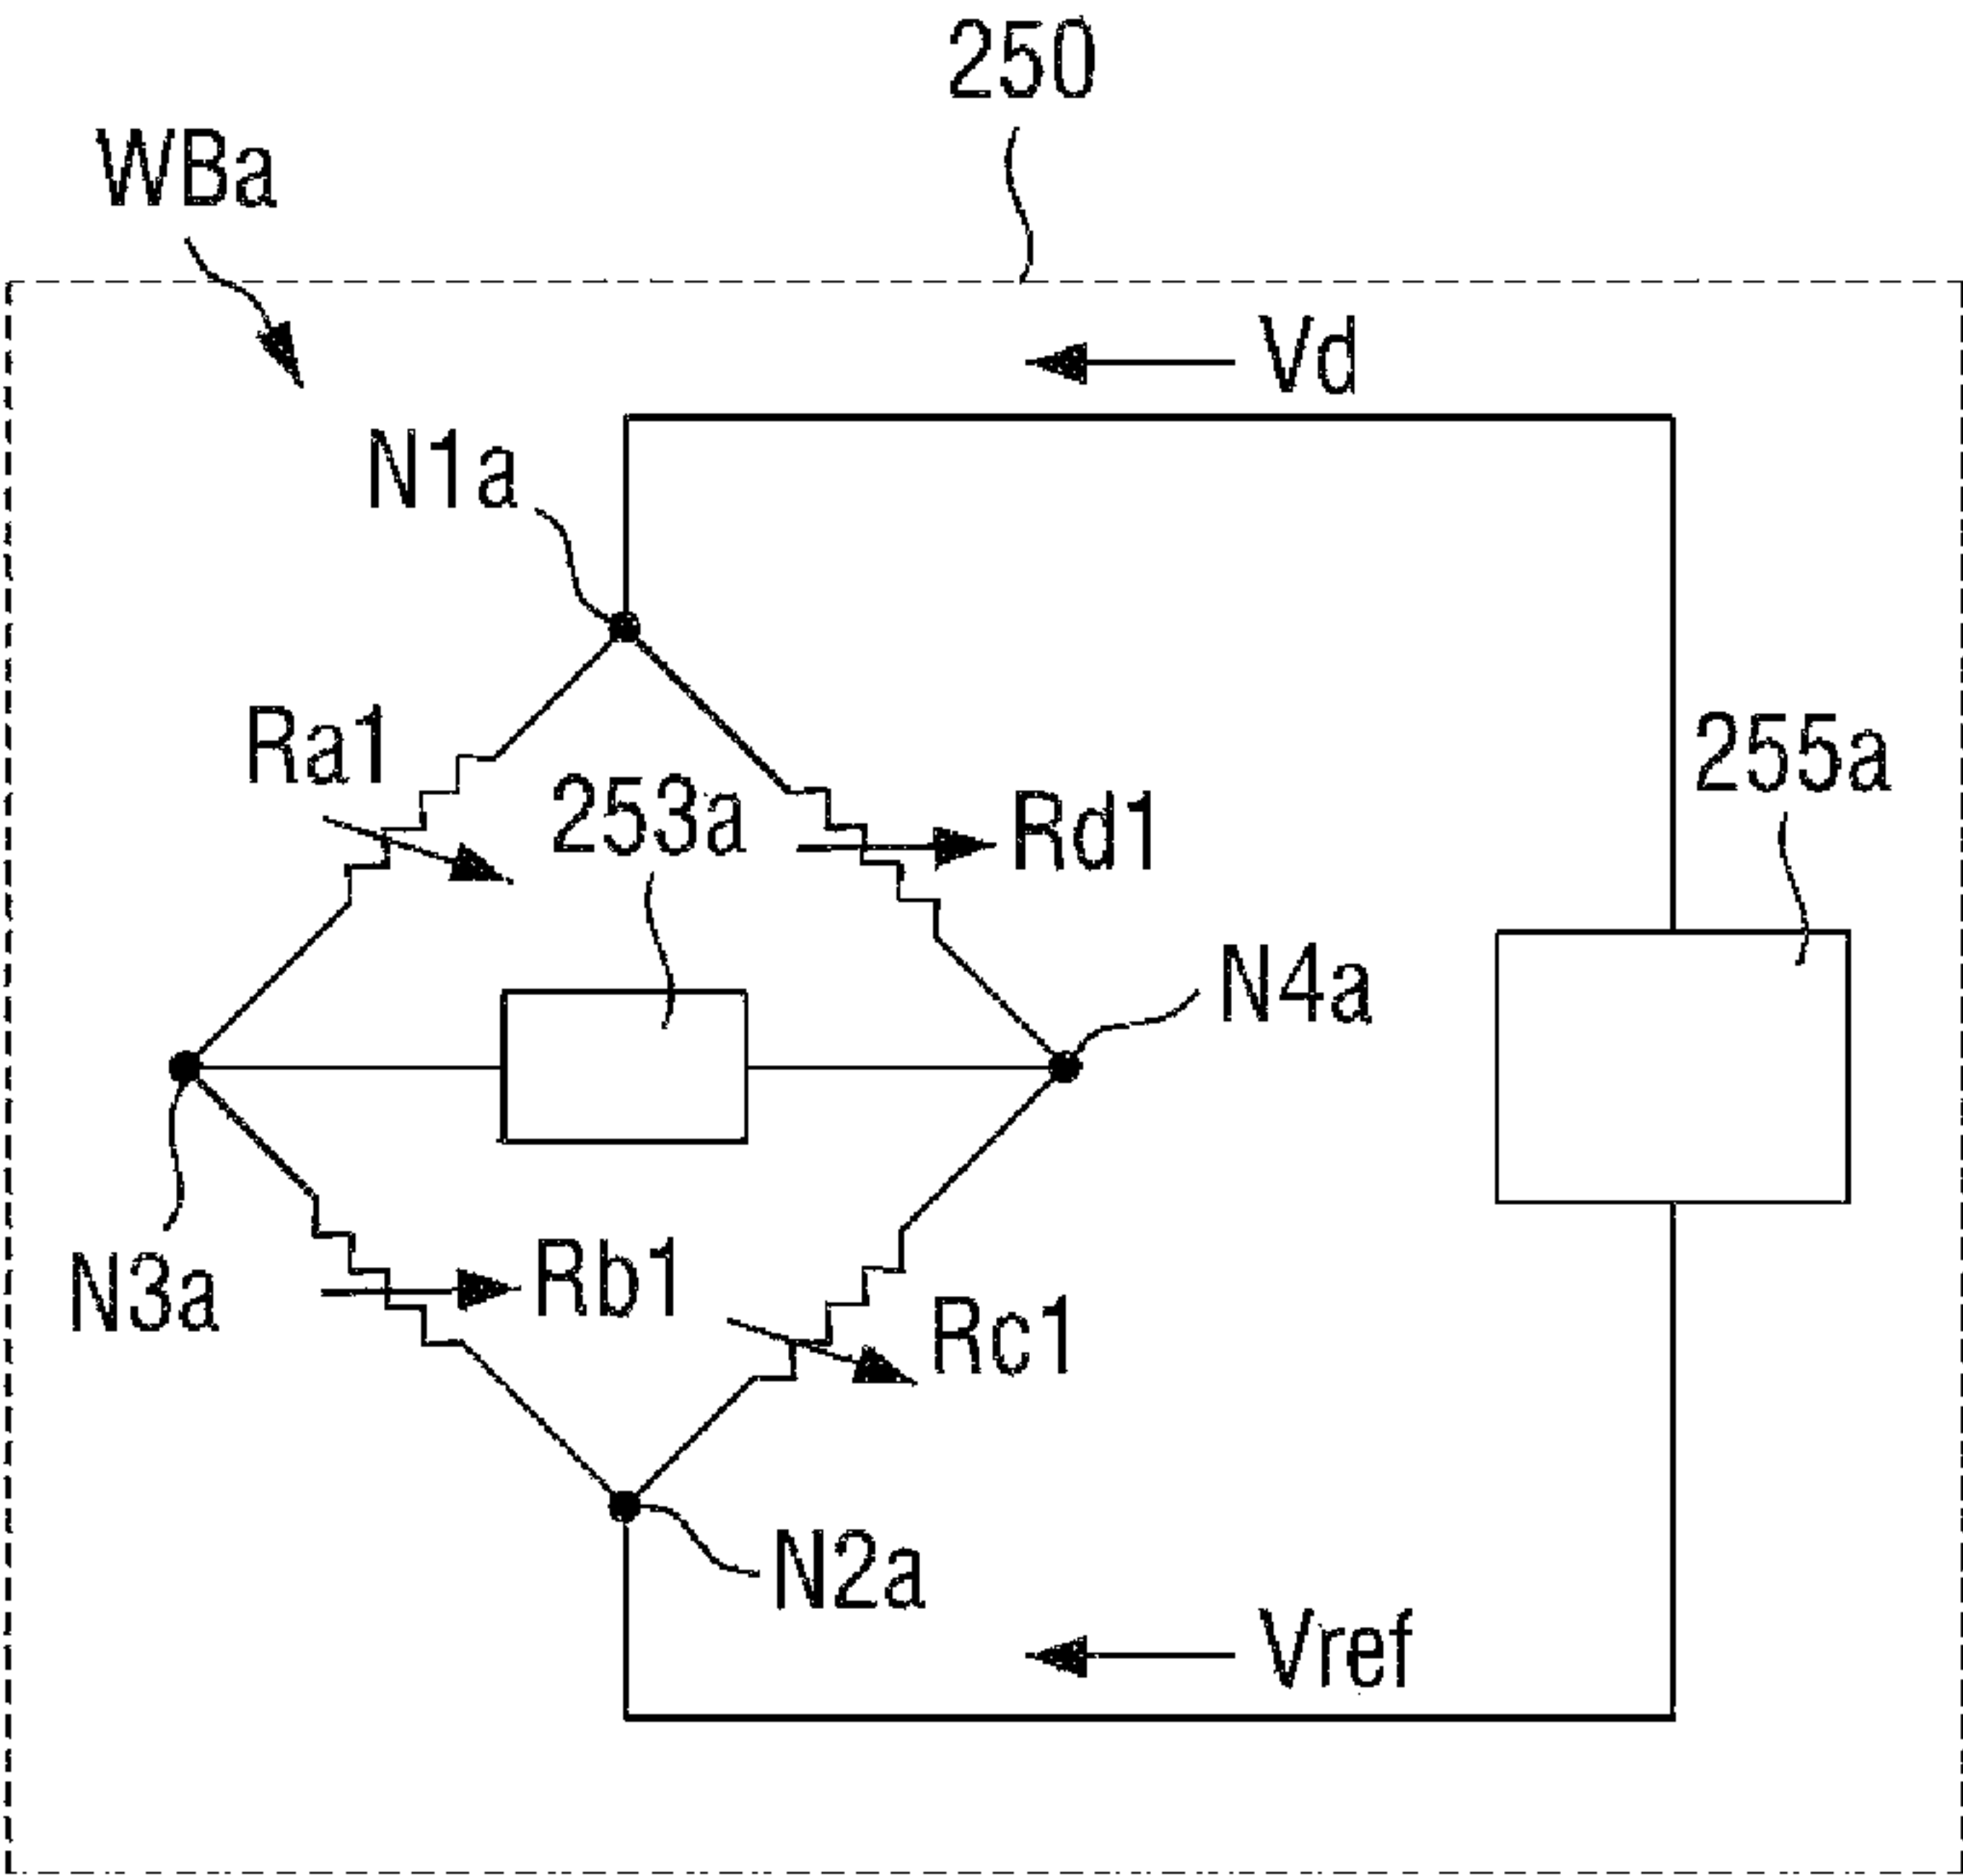 250
WBa
Vd
N1a
Ra1
253a
Rd1
255a
N4a
N3a
Rb1
Rc1
N2a
Vref